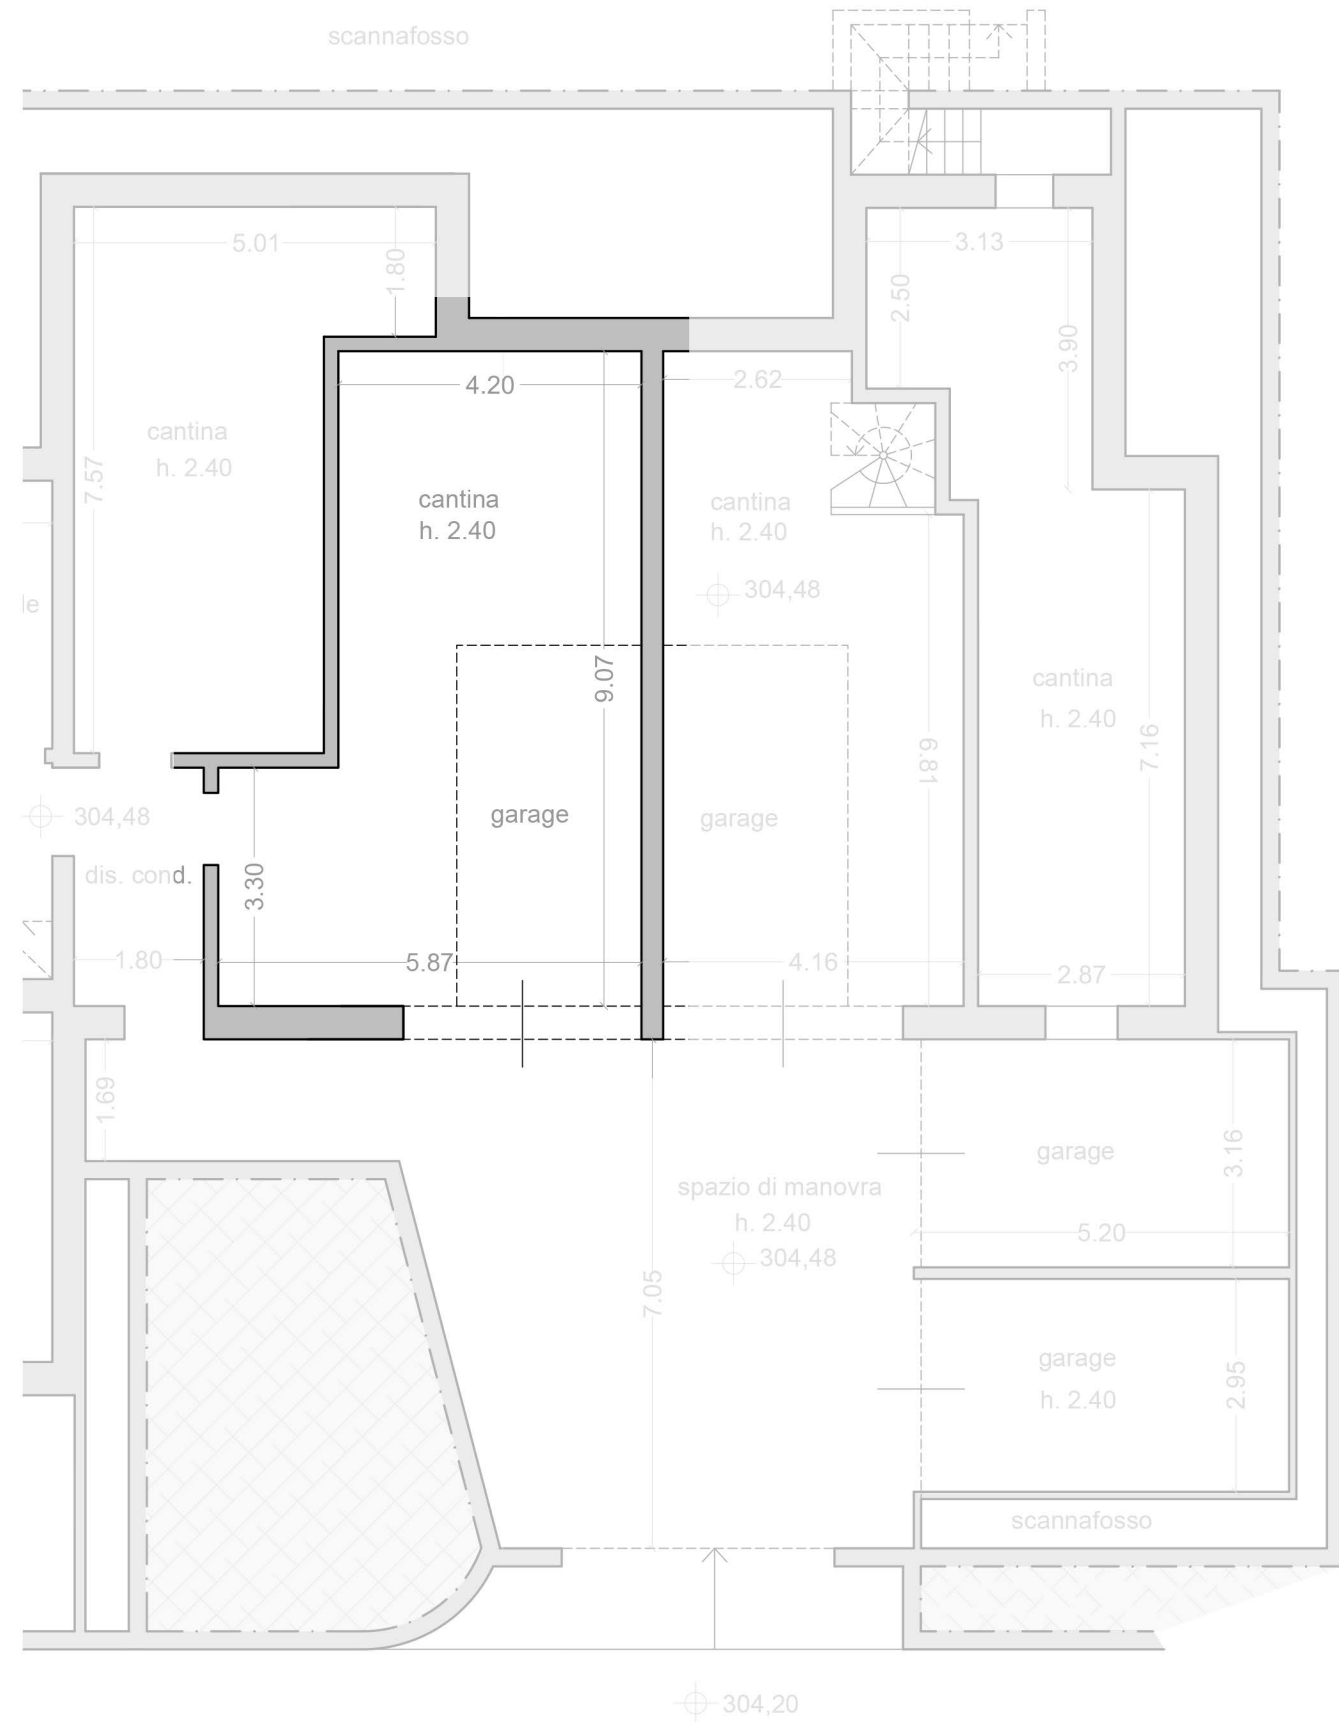 scannafosso
5.01
1.80
3.13
2.50
3.90
4.20
2.62
cantina
h. 2.40
7.57
cantina
h. 2.40
cantina
h. 2.40
304,48
le
9.07
cantina
h. 2.40
7.16
6.81
garage
garage
304,48
dis. cond.
3.30
1.80
5.87
4.16
2.87
1.69
garage
3.16
spazio di manovra
h. 2.40
304,48
5.20
7.05
garage
h. 2.40
2.95
scannafosso
304,20